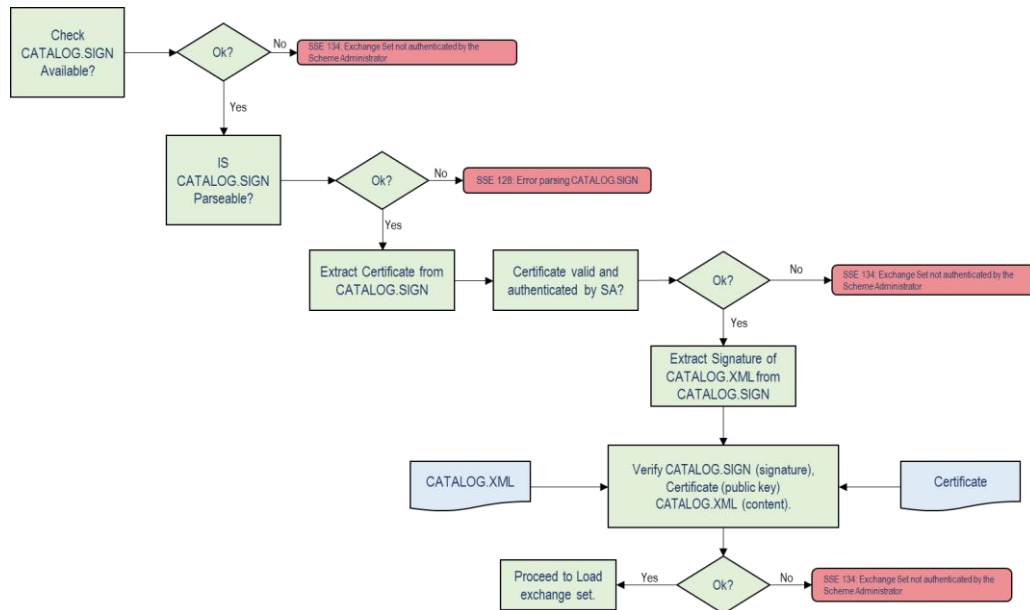 Check
CATALOG.SIGN
Available?
Ok?
No
SSE 134: Exchange Set not authenticated by the
Scheme Administrator
Yes
IS
CATALOG.SIGN
Parseable?
Ok?
No
SSE 128: Error parsing CATALOG.SIGN
Yes
Extract Certificate from
CATALOG.SIGN
Certificate valid and
authenticated by SA?
Ok?
No
SSE 134: Exchange Set not authenticated by the
Scheme Administrator
Yes
Extract Signature of
CATALOG.XML from
CATALOG.SIGN
CATALOG.XML
Verify CATALOG.SIGN (signature),
Certificate (public key)
CATALOG.XML (content).
Certificate
Proceed to Load
exchange set.
Yes
Ok?
No
SSE 134: Exchange Set not authenticated by the
Scheme Administrator